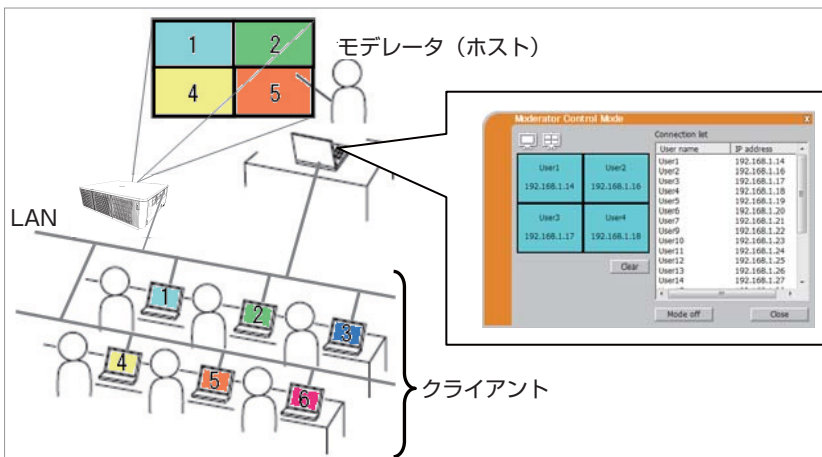 1 2
4 5
モデレータ（ホスト）
LAN
1
2
3
4
5
6
クライアント
Moderator Control Mode X
Connection list
User name IP address
User1 192.168.1.14
User2 192.168.1.16
User3 192.168.1.17
User4 192.168.1.18
User5 192.168.1.19
User6 192.168.1.20
User7 192.168.1.21
User9 192.168.1.22
User10 192.168.1.23
User11 192.168.1.24
User12 192.168.1.25
User13 192.168.1.26
User14 192.168.1.27
User1 User2
192.168.1.14 192.168.1.16
User3 User4
192.168.1.17 192.168.1.18
Clear
Mode off Close